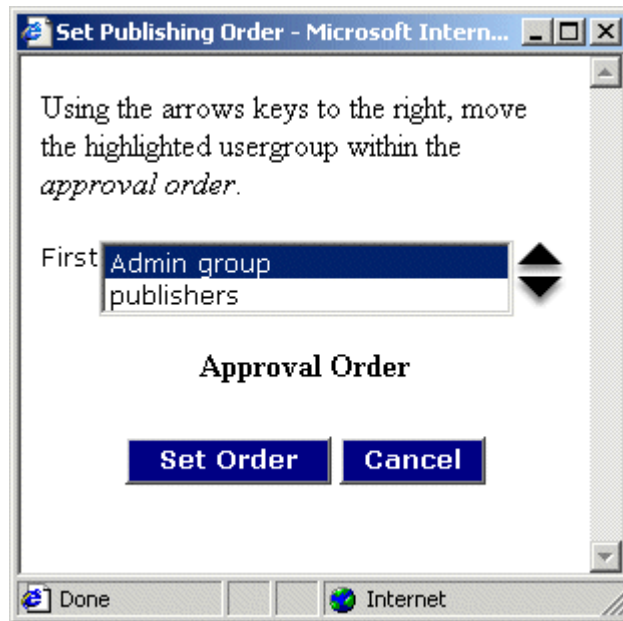 Set Publishing Order - Microsoft Intern...
Using the arrows keys to the right, move
the highlighted usergroup within the
approval order.
First
Admin group
publishers
Approval Order
Set Order Cancel
Done Internet